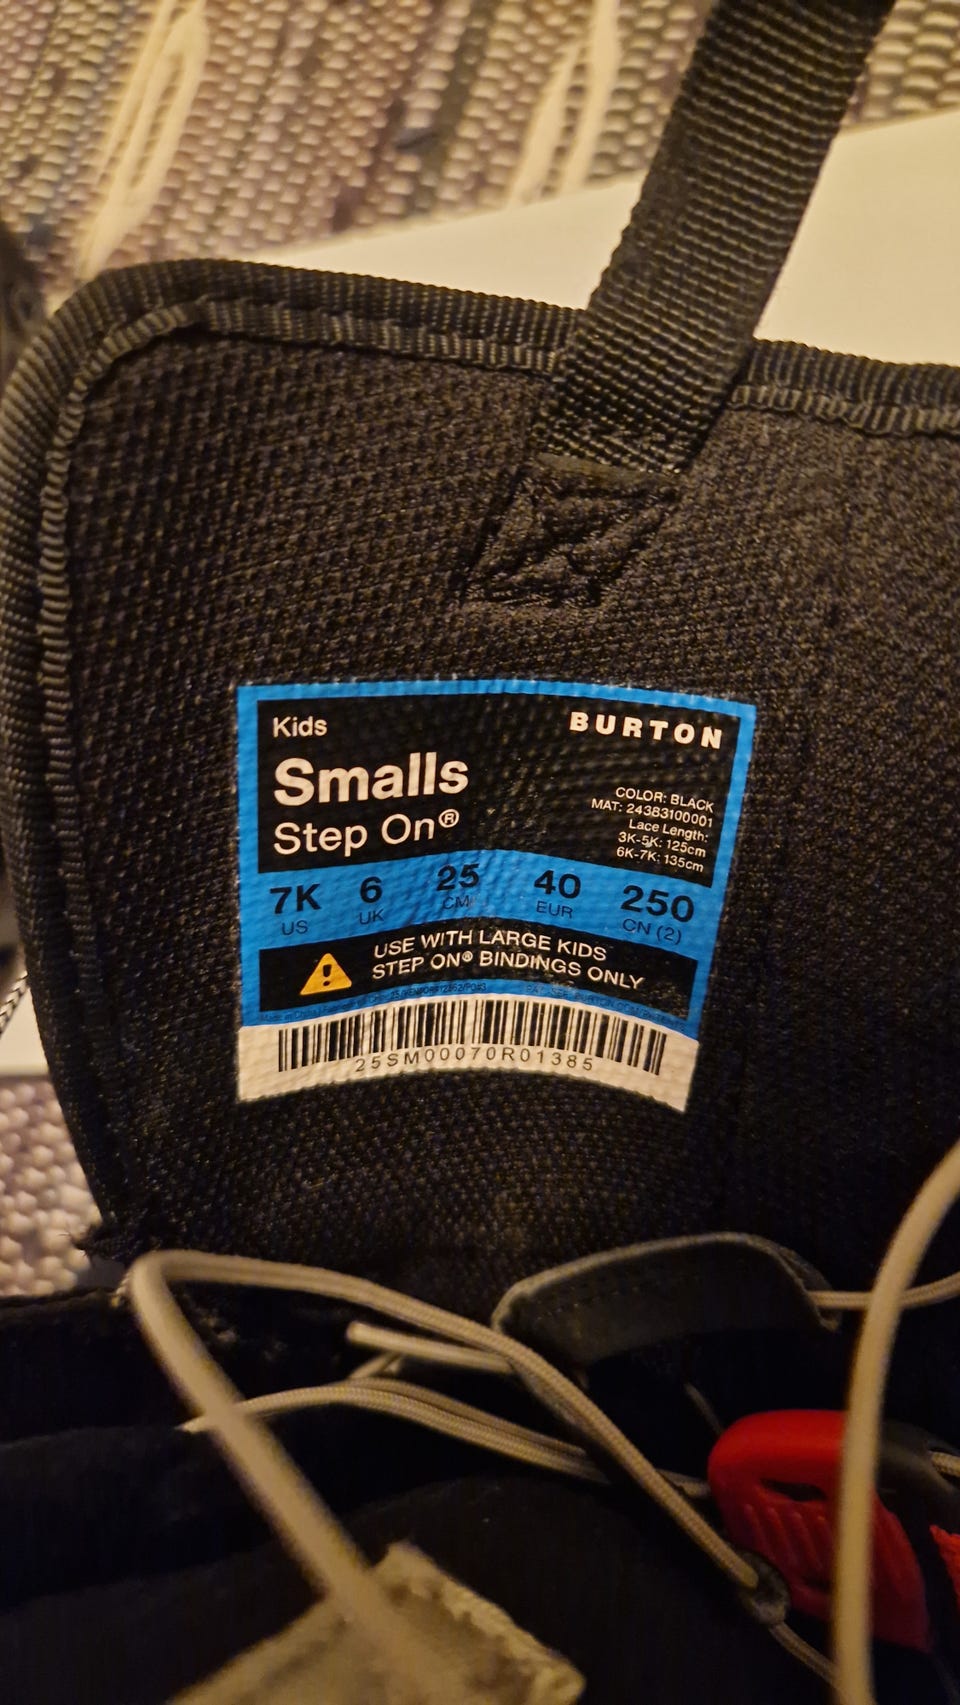 Kids
BURTON
Smalls
Step On®
COLOR: BLACK
MAT: 24383100001
Lace Length:
3K-5K: 125cm
6K-7K: 135cm
7K 6 25 40 250
US UK CM EUR CN (2)
USE WITH LARGE KIDS
STEP ON® BINDINGS ONLY
25SM00070R01385